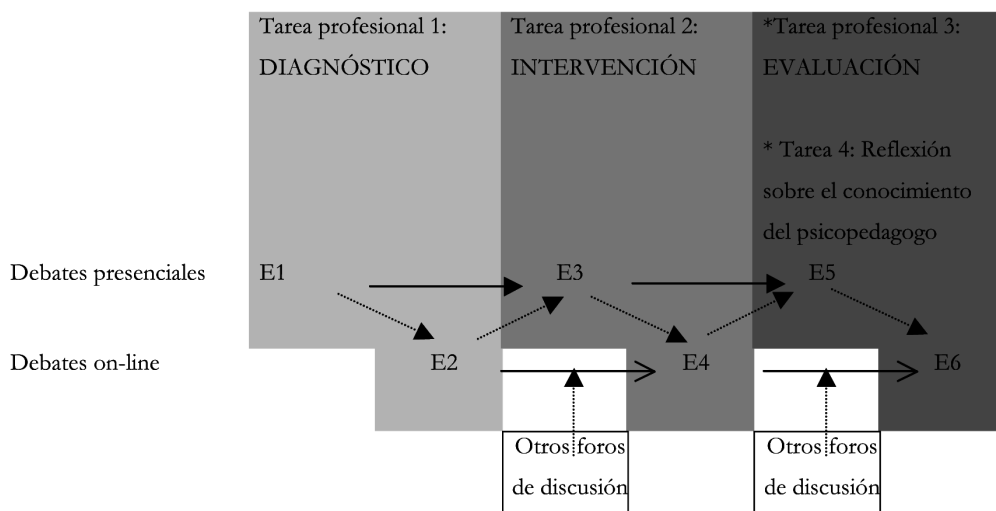 Tarea profesional 1:
DIAGNÓSTICO
Tarea profesional 2:
INTERVENCIÓN
*Tarea profesional 3:
EVALUACIÓN
* Tarea 4: Reflexión
sobre el conocimiento
del psicopedagogo
Debates presenciales
E1
E3
E5
Debates on-line
E2
E4
E6
Otros foros
de discusión
Otros foros
de discusión